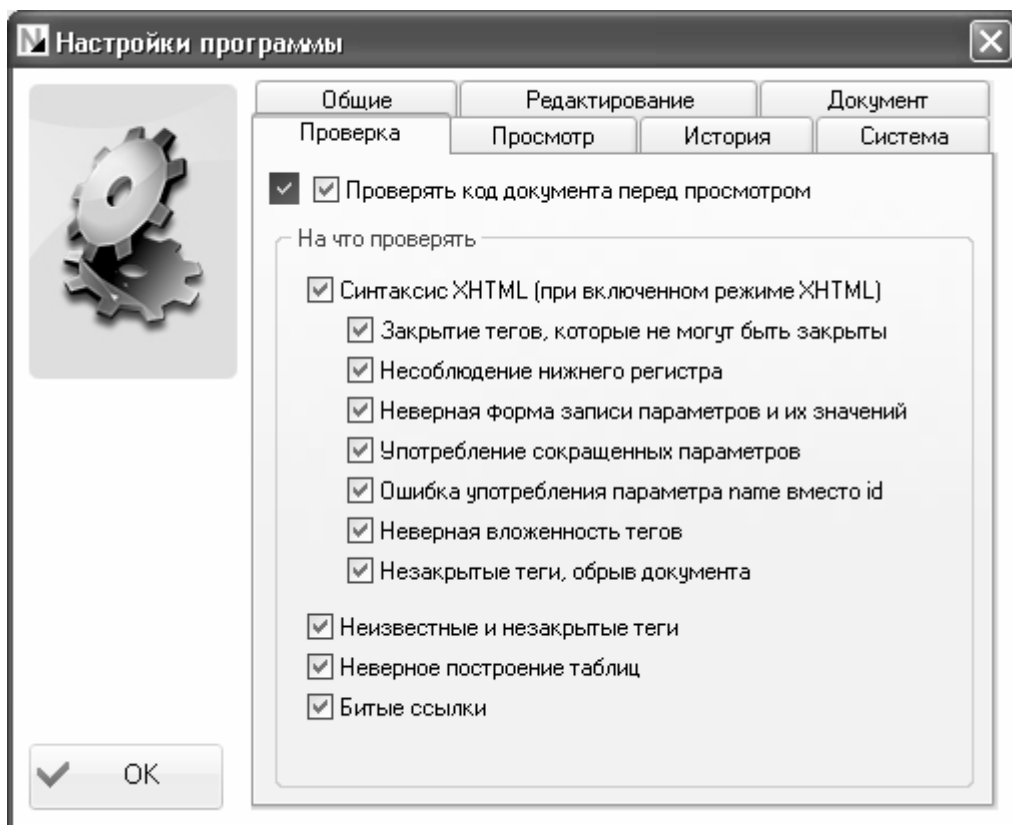 Настройки программы
Общие Редактирование Документ
Проверка Просмотр История Система
Проверять код документа перед просмотром
На что проверять
Синтаксис XHTML (при включенном режиме XHTML)
Закрытие тегов, которые не могут быть закрыты
Несоблюдение нижнего регистра
Неверная форма записи параметров и их значений
Употребление сокращенных параметров
Ошибка употребления параметра name вместо id
Неверная вложенность тегов
Незакрытые теги, обрыв документа
Неизвестные и незакрытые теги
Неверное построение таблиц
Битые ссылки
OK